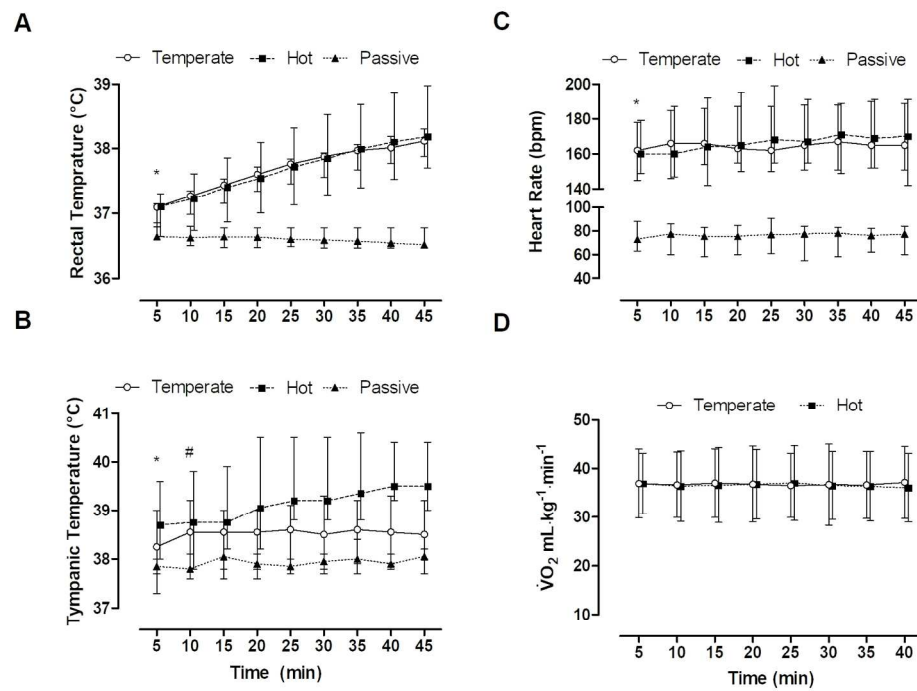 A
Temperate Hot Passive
Rectal Temprature (°C)
39
38
37
36
*
5 10 15 20 25 30 35 40 45
B
Temperate Hot Passive
Tympanic Temperature (°C)
41
40
39
38
37
* #
5 10 15 20 25 30 35 40 45
Time (min)
C
Temperate Hot Passive
Heart Rate (bpm)
200
180
160
140
80
60
40
20
0
*
5 10 15 20 25 30 35 40 45
D
Temperate Hot
V̇O₂ mL·kg⁻¹·min⁻¹
50
40
30
20
10
5 10 15 20 25 30 35 40
Time (min)